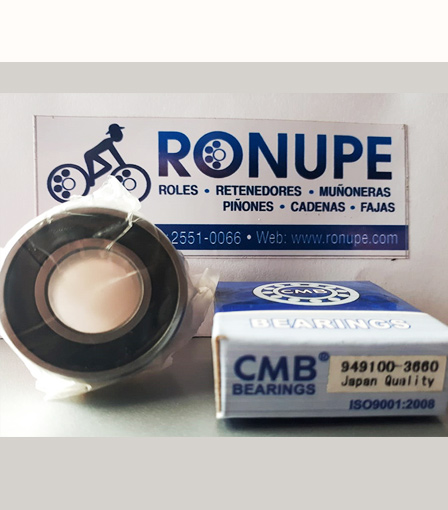 RONUPE
ROLES • RETENEDORES • MUÑONERAS
PIÑONES • CADENAS • FAJAS
2551-0066 • Web: www.ronupe.com
CMB
BEARINGS
CMB®
BEARINGS
949100-3660
Japan Quality
ISO9001:2008